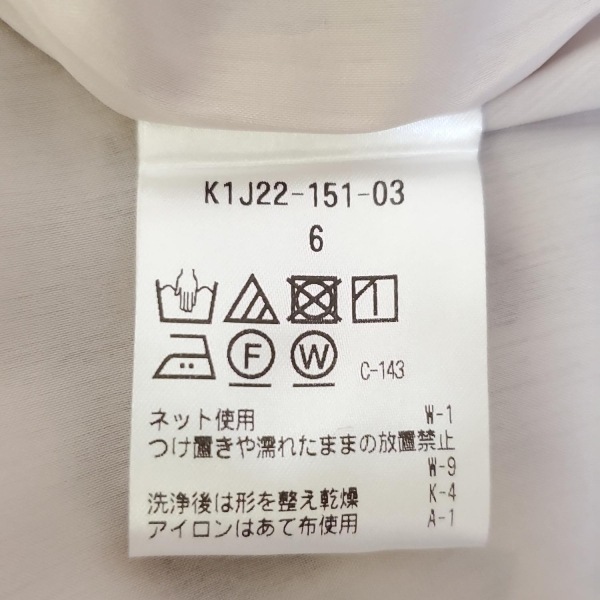 K1J22-151-03
6
F W C-143
ネット使用 W-1
つけ置きや濡れたままの放置禁止
W-9
洗浄後は形を整え乾燥 K-4
アイロンはあて布使用 A-1